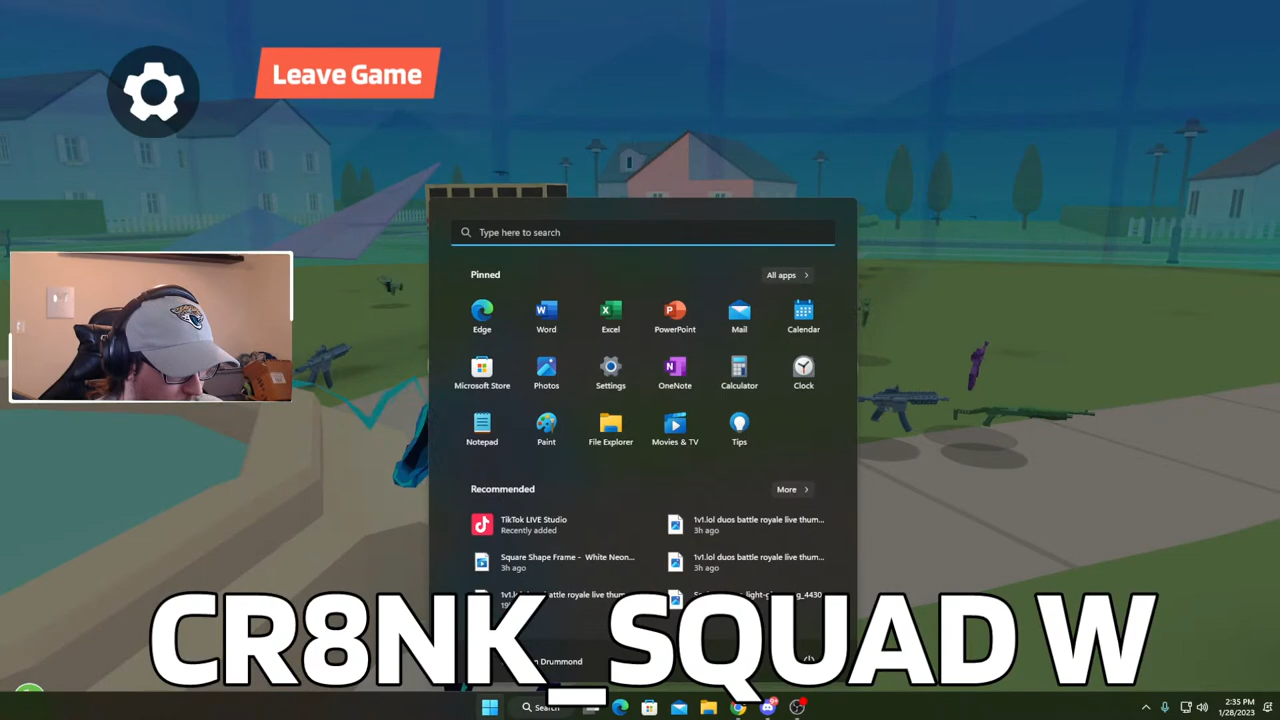 Leave Game
Type here to search
Pinned
All apps
Edge
Word
Excel
PowerPoint
Mail
Calendar
Microsoft Store
Photos
Settings
OneNote
Calculator
Clock
Notepad
Paint
File Explorer
Movies & TV
Tips
Recommended
More
TikTok LIVE Studio
Recently added
1v1.lol duos battle royale live thum...
3h ago
Square Shape Frame - White Neon...
3h ago
1v1.lol duos battle royale live thum...
3h ago
CR8NK_SQUAD W
Drummond
Search
2:35 PM
1/28/2023